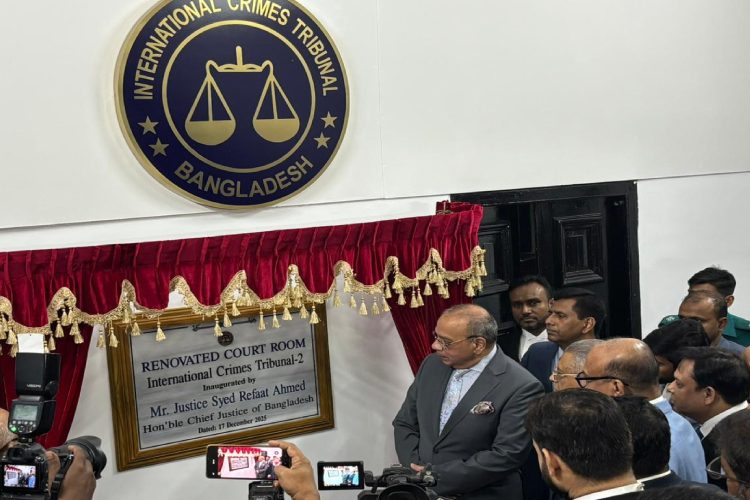 INTERNATIONAL CRIMES TRIBUNAL
BANGLADESH
RENOVATED COURT ROOM
International Crimes Tribunal-2
Inaugurated by
Mr. Justice Syed Refaat Ahmed
Hon'ble Chief Justice of Bangladesh
Dated: 17 December 2025